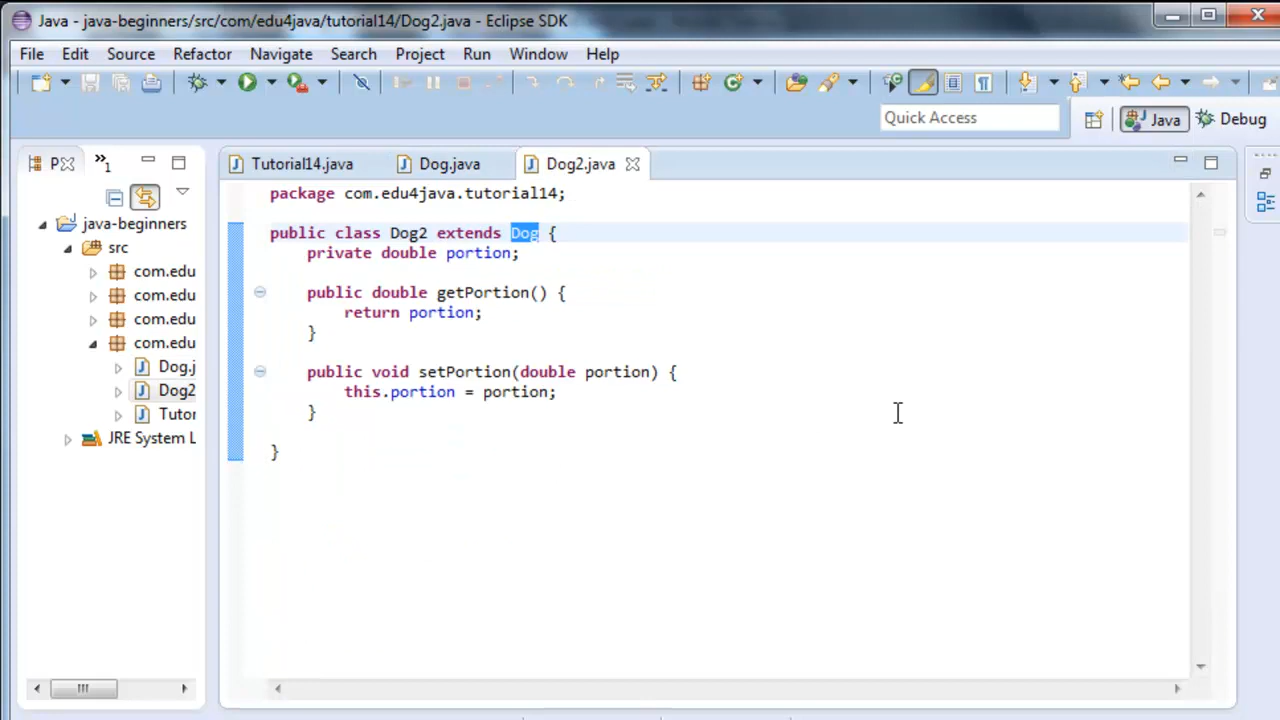 Java - java-beginners/src/com/edu4java/tutorial14/Dog2.java - Eclipse SDK
File Edit Source Refactor Navigate Search Project Run Window Help
Quick Access
Java
Debug
P
1
Tutorial14.java
Dog.java
Dog2.java
java-beginners
src
com.edu
com.edu
com.edu
com.edu
Dog.j
Dog2
Tutor
JRE System L
package com.edu4java.tutorial14;
public class Dog2 extends Dog {
private double portion;
public double getPortion() {
return portion;
}
public void setPortion(double portion) {
this.portion = portion;
}
}